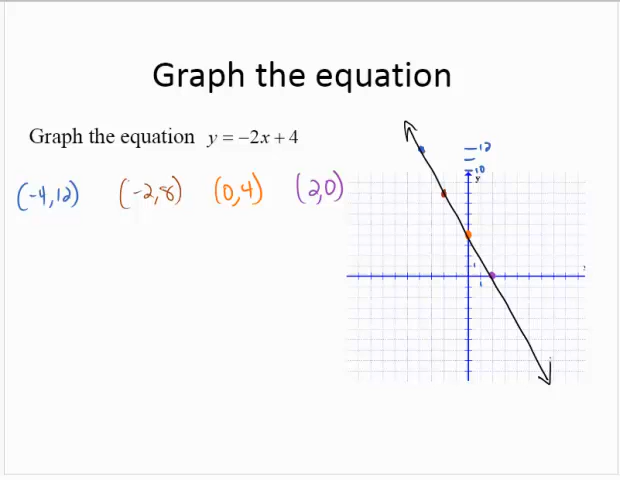 Graph the equation
Graph the equation y = −2x + 4
(-4,12) (-2,8) (0,4) (2,0)
12
10
y
1
1